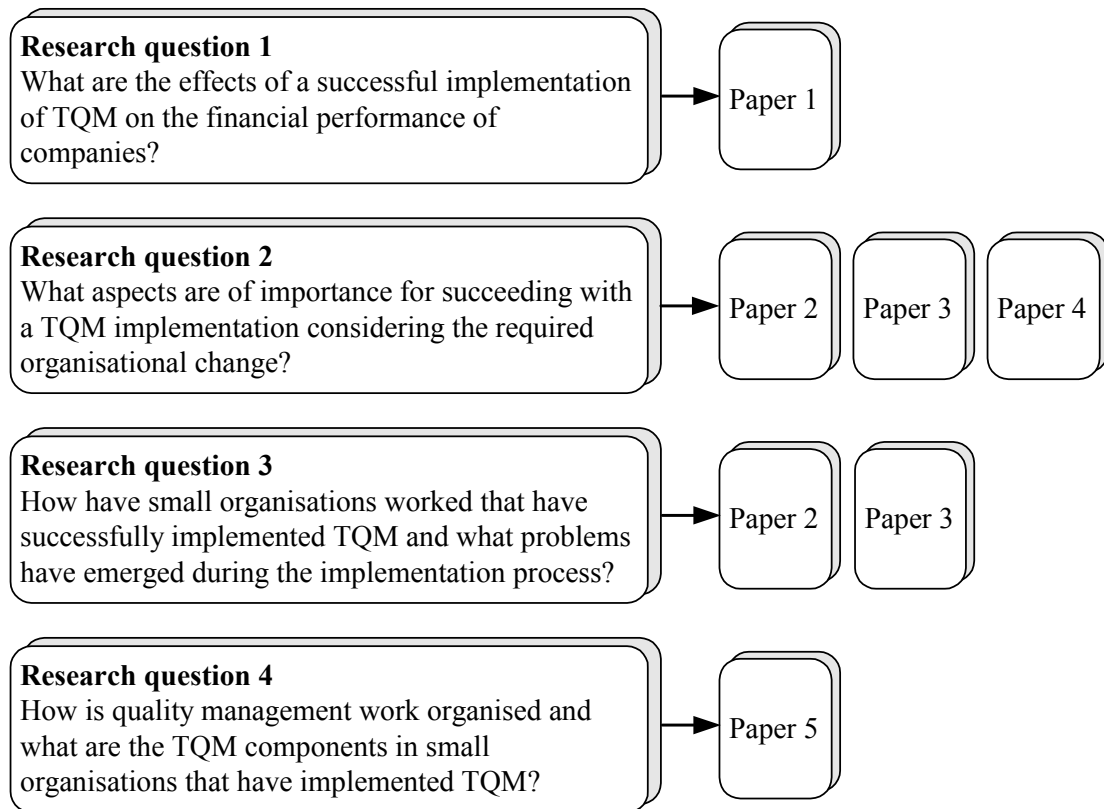 Research question 1
What are the effects of a successful implementation
of TQM on the financial performance of
companies?
Paper 1
Research question 2
What aspects are of importance for succeeding with
a TQM implementation considering the required
organisational change?
Paper 2
Paper 3
Paper 4
Research question 3
How have small organisations worked that have
successfully implemented TQM and what problems
have emerged during the implementation process?
Paper 2
Paper 3
Research question 4
How is quality management work organised and
what are the TQM components in small
organisations that have implemented TQM?
Paper 5